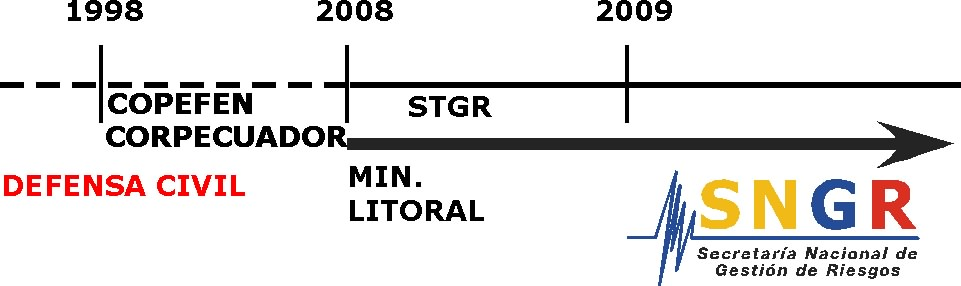 1998 2008 2009
COPEFEN
CORPECUADOR
STGR
DEFENSA CIVIL
MIN.
LITORAL
SNGR
Secretaría Nacional de
Gestión de Riesgos